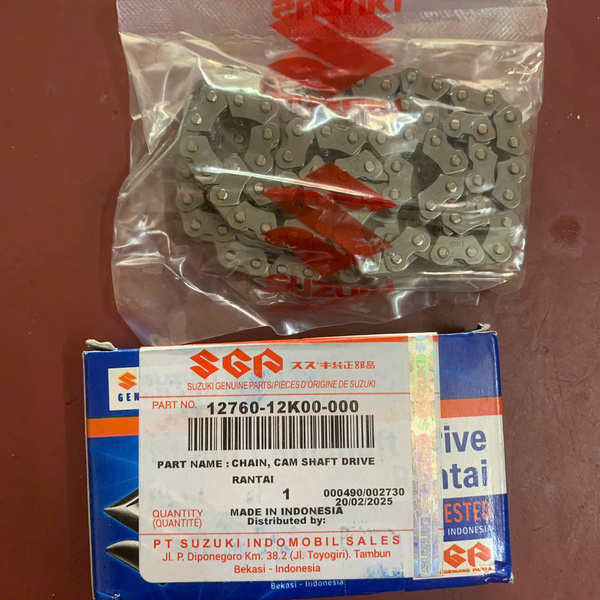 SUZUKI
SUZUKI
SGP スズキ純正部品
SUZUKI GENUINE PARTS/PIECES D'ORIGINE DE SUZUKI
PART NO. 12760-12K00-000
PART NAME : CHAIN, CAM SHAFT DRIVE
RANTAI
1 000490/002730
20/02/2025
QUANTITY
(QUANTITÉ)
MADE IN INDONESIA
Distributed by:
PT SUZUKI INDOMOBIL SALES
Jl. P. Diponegoro Km. 38.2 (Jl. Toyogiri). Tambun
Bekasi - Indonesia
Bekasi - Indonesia
SGP
GENUINE PARTS
SUZUKI